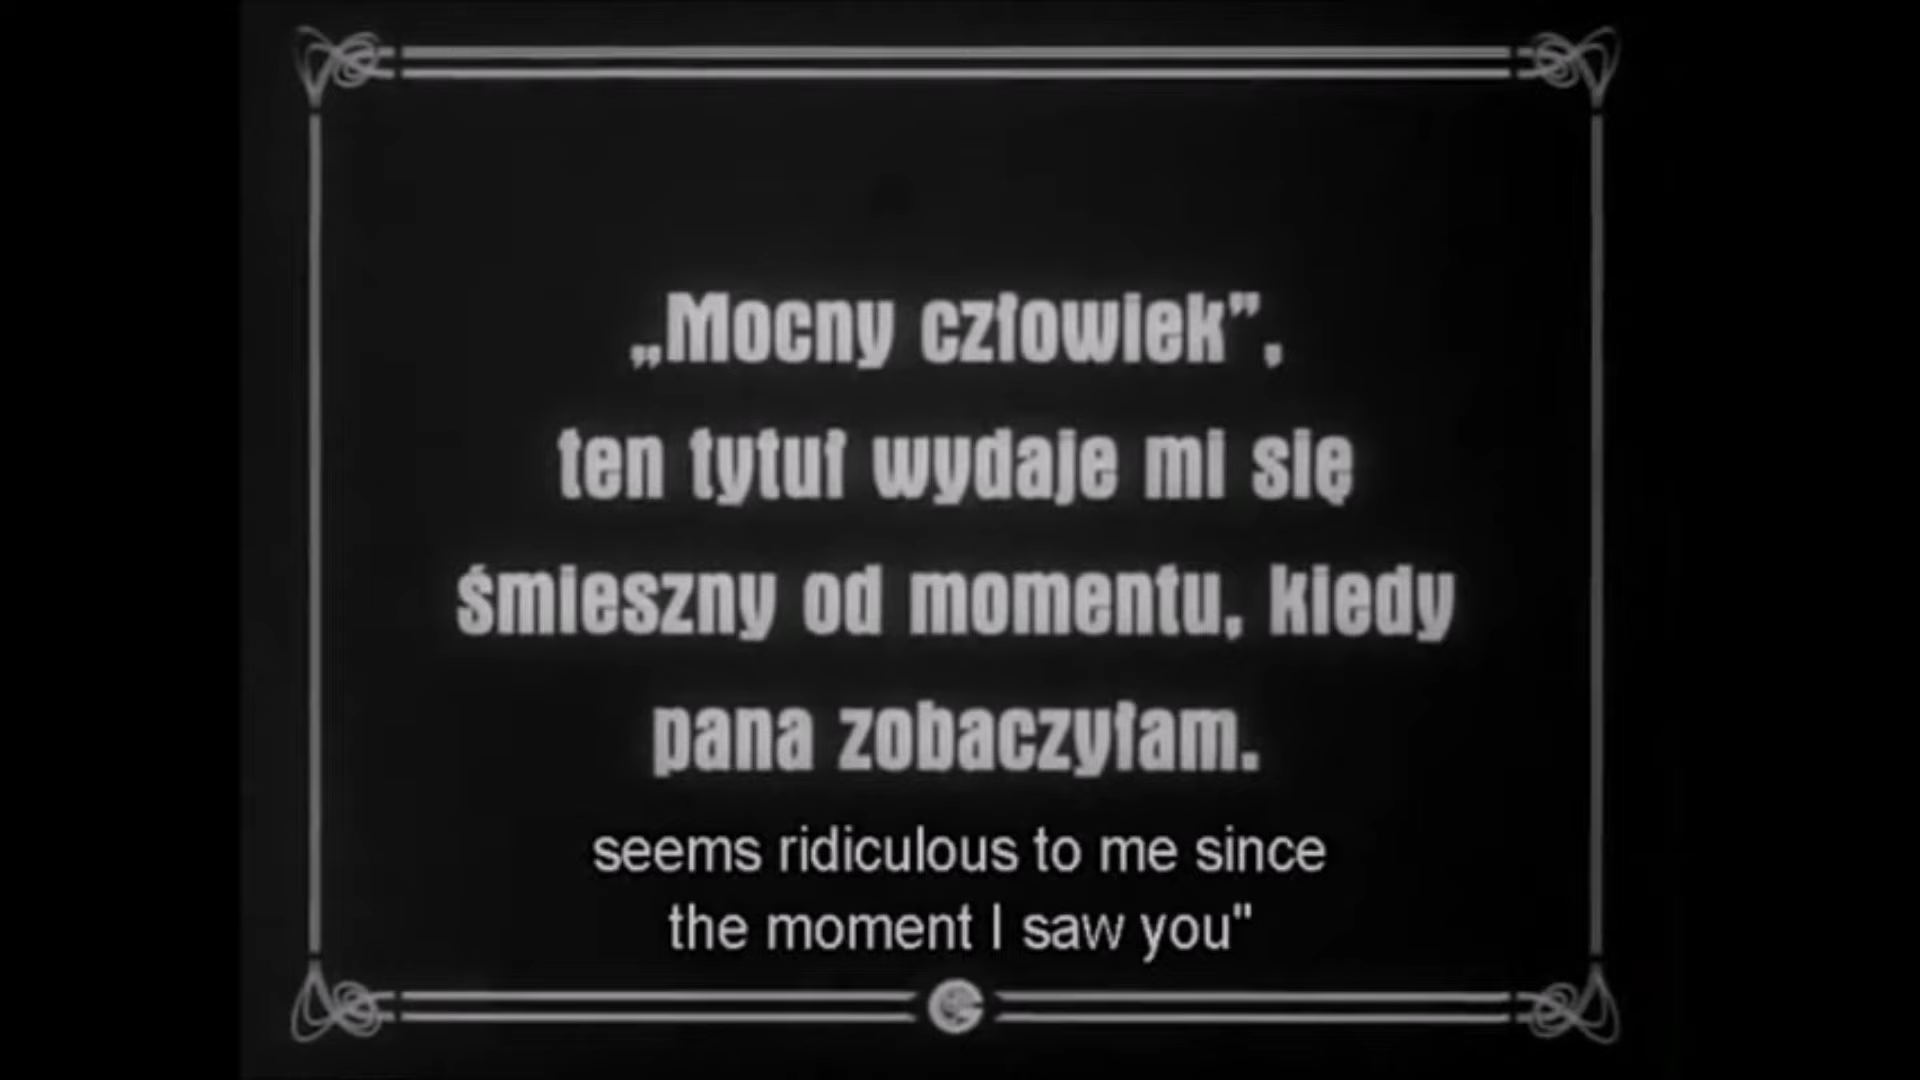 „Mocny człowiek”,
ten tytuł wydaje mi się
śmieszny od momentu, kiedy
pana zobaczyłam.
seems ridiculous to me since
the moment I saw you"